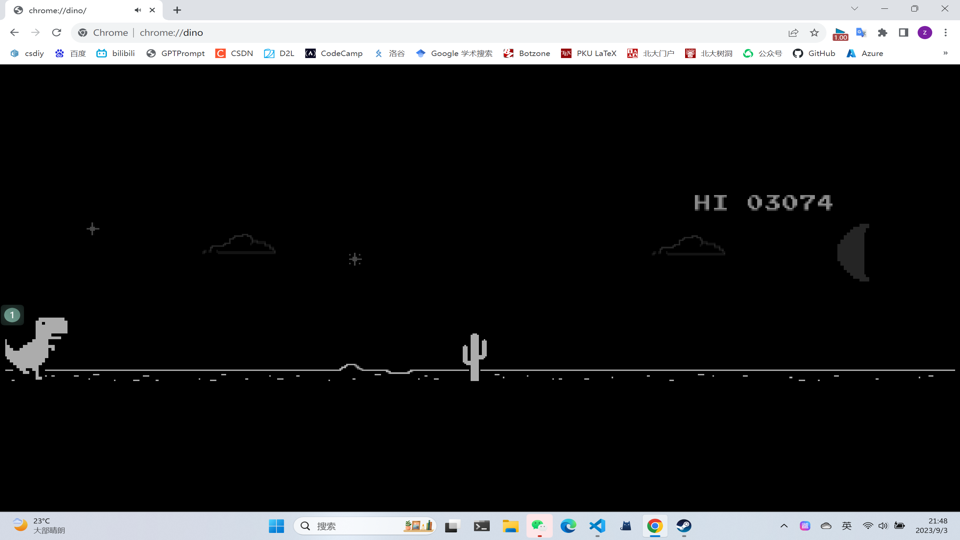 chrome://dino/
Chrome | chrome://dino
1.00
z
csdiy 百度 bilibili GPTPrompt CSDN D2L CodeCamp 洛谷 Google 学术搜索 Botzone PKU LaTeX 北大门户 北大树洞 公众号 GitHub Azure »
HI 03074
1
23°C
大部晴朗
搜索
英
21:48
2023/9/3